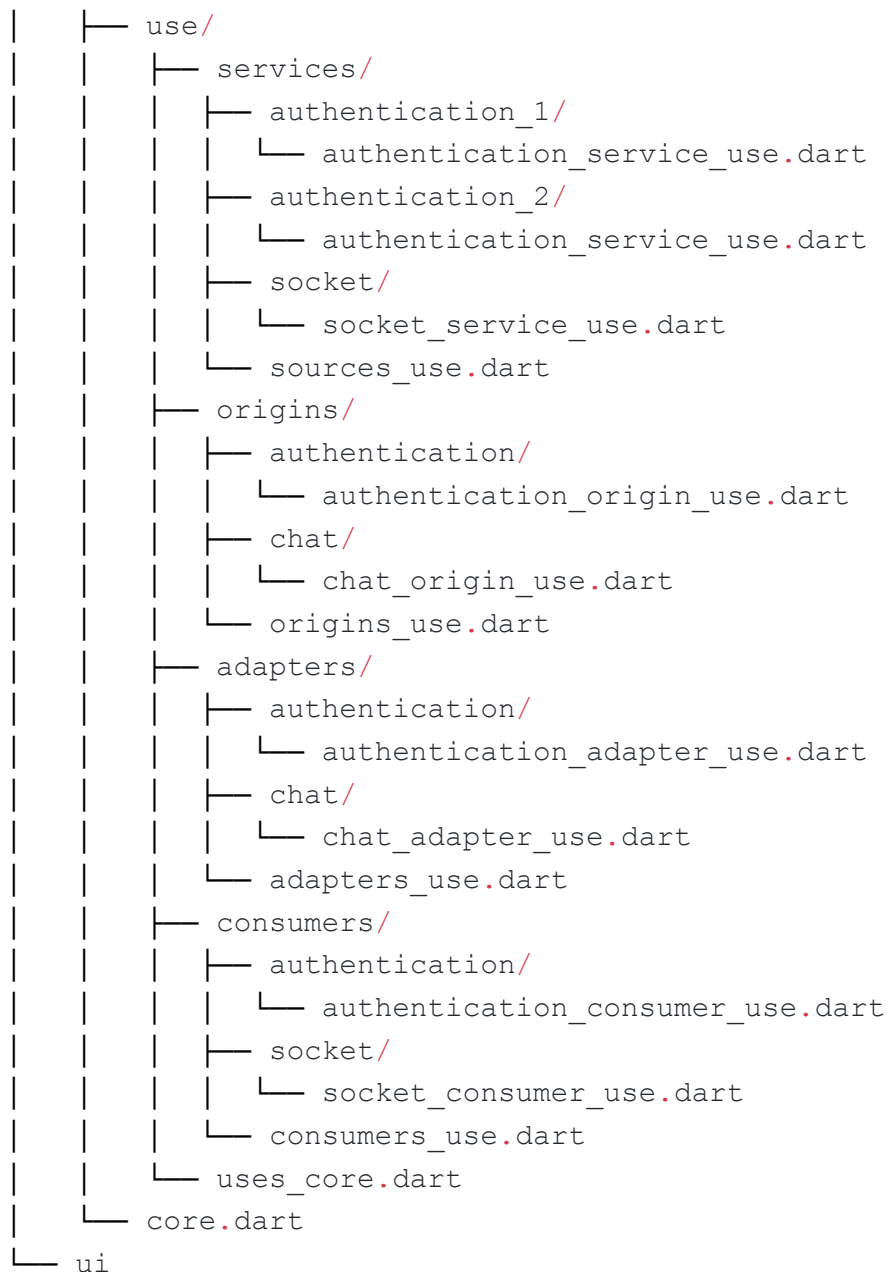 │   ├── use/
│   │   ├── services/
│   │   │   ├── authentication_1/
│   │   │   │   └── authentication_service_use.dart
│   │   │   ├── authentication_2/
│   │   │   │   └── authentication_service_use.dart
│   │   │   ├── socket/
│   │   │   │   └── socket_service_use.dart
│   │   │   └── sources_use.dart
│   │   ├── origins/
│   │   │   ├── authentication/
│   │   │   │   └── authentication_origin_use.dart
│   │   │   ├── chat/
│   │   │   │   └── chat_origin_use.dart
│   │   │   └── origins_use.dart
│   │   ├── adapters/
│   │   │   ├── authentication/
│   │   │   │   └── authentication_adapter_use.dart
│   │   │   ├── chat/
│   │   │   │   └── chat_adapter_use.dart
│   │   │   └── adapters_use.dart
│   │   ├── consumers/
│   │   │   ├── authentication/
│   │   │   │   └── authentication_consumer_use.dart
│   │   │   ├── socket/
│   │   │   │   └── socket_consumer_use.dart
│   │   │   └── consumers_use.dart
│   │   └── uses_core.dart
│   └── core.dart
└── ui